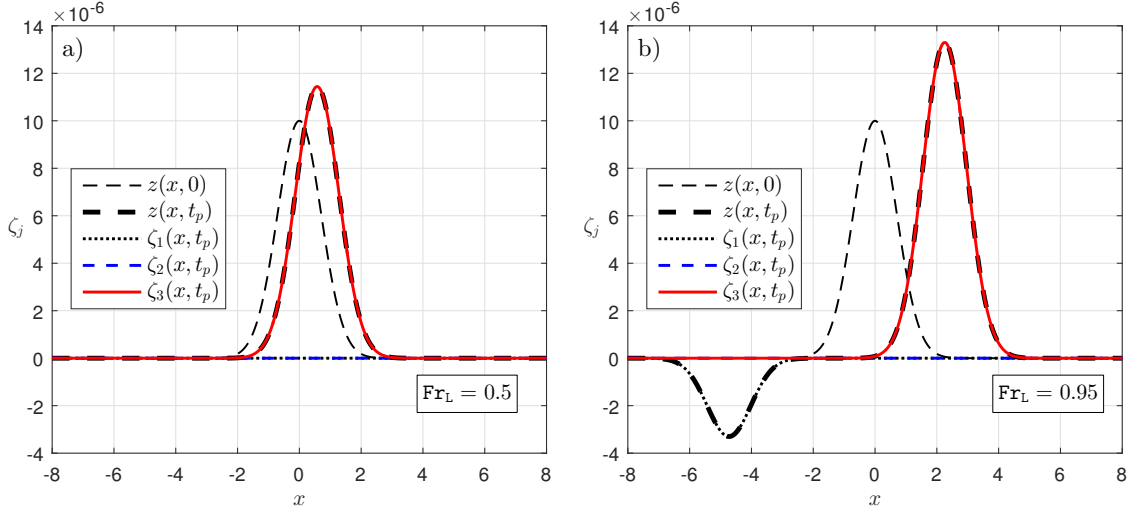 ×10⁻⁶
a)
14
12
10
8
6
4
2
0
-2
-4
ζⱼ
z(x, 0)
z(x, tₚ)
ζ₁(x, tₚ)
ζ₂(x, tₚ)
ζ₃(x, tₚ)
Fr_L = 0.5
-8 -6 -4 -2 0 2 4 6 8
x
×10⁻⁶
b)
14
12
10
8
6
4
2
0
-2
-4
ζⱼ
z(x, 0)
z(x, tₚ)
ζ₁(x, tₚ)
ζ₂(x, tₚ)
ζ₃(x, tₚ)
Fr_L = 0.95
-8 -6 -4 -2 0 2 4 6 8
x